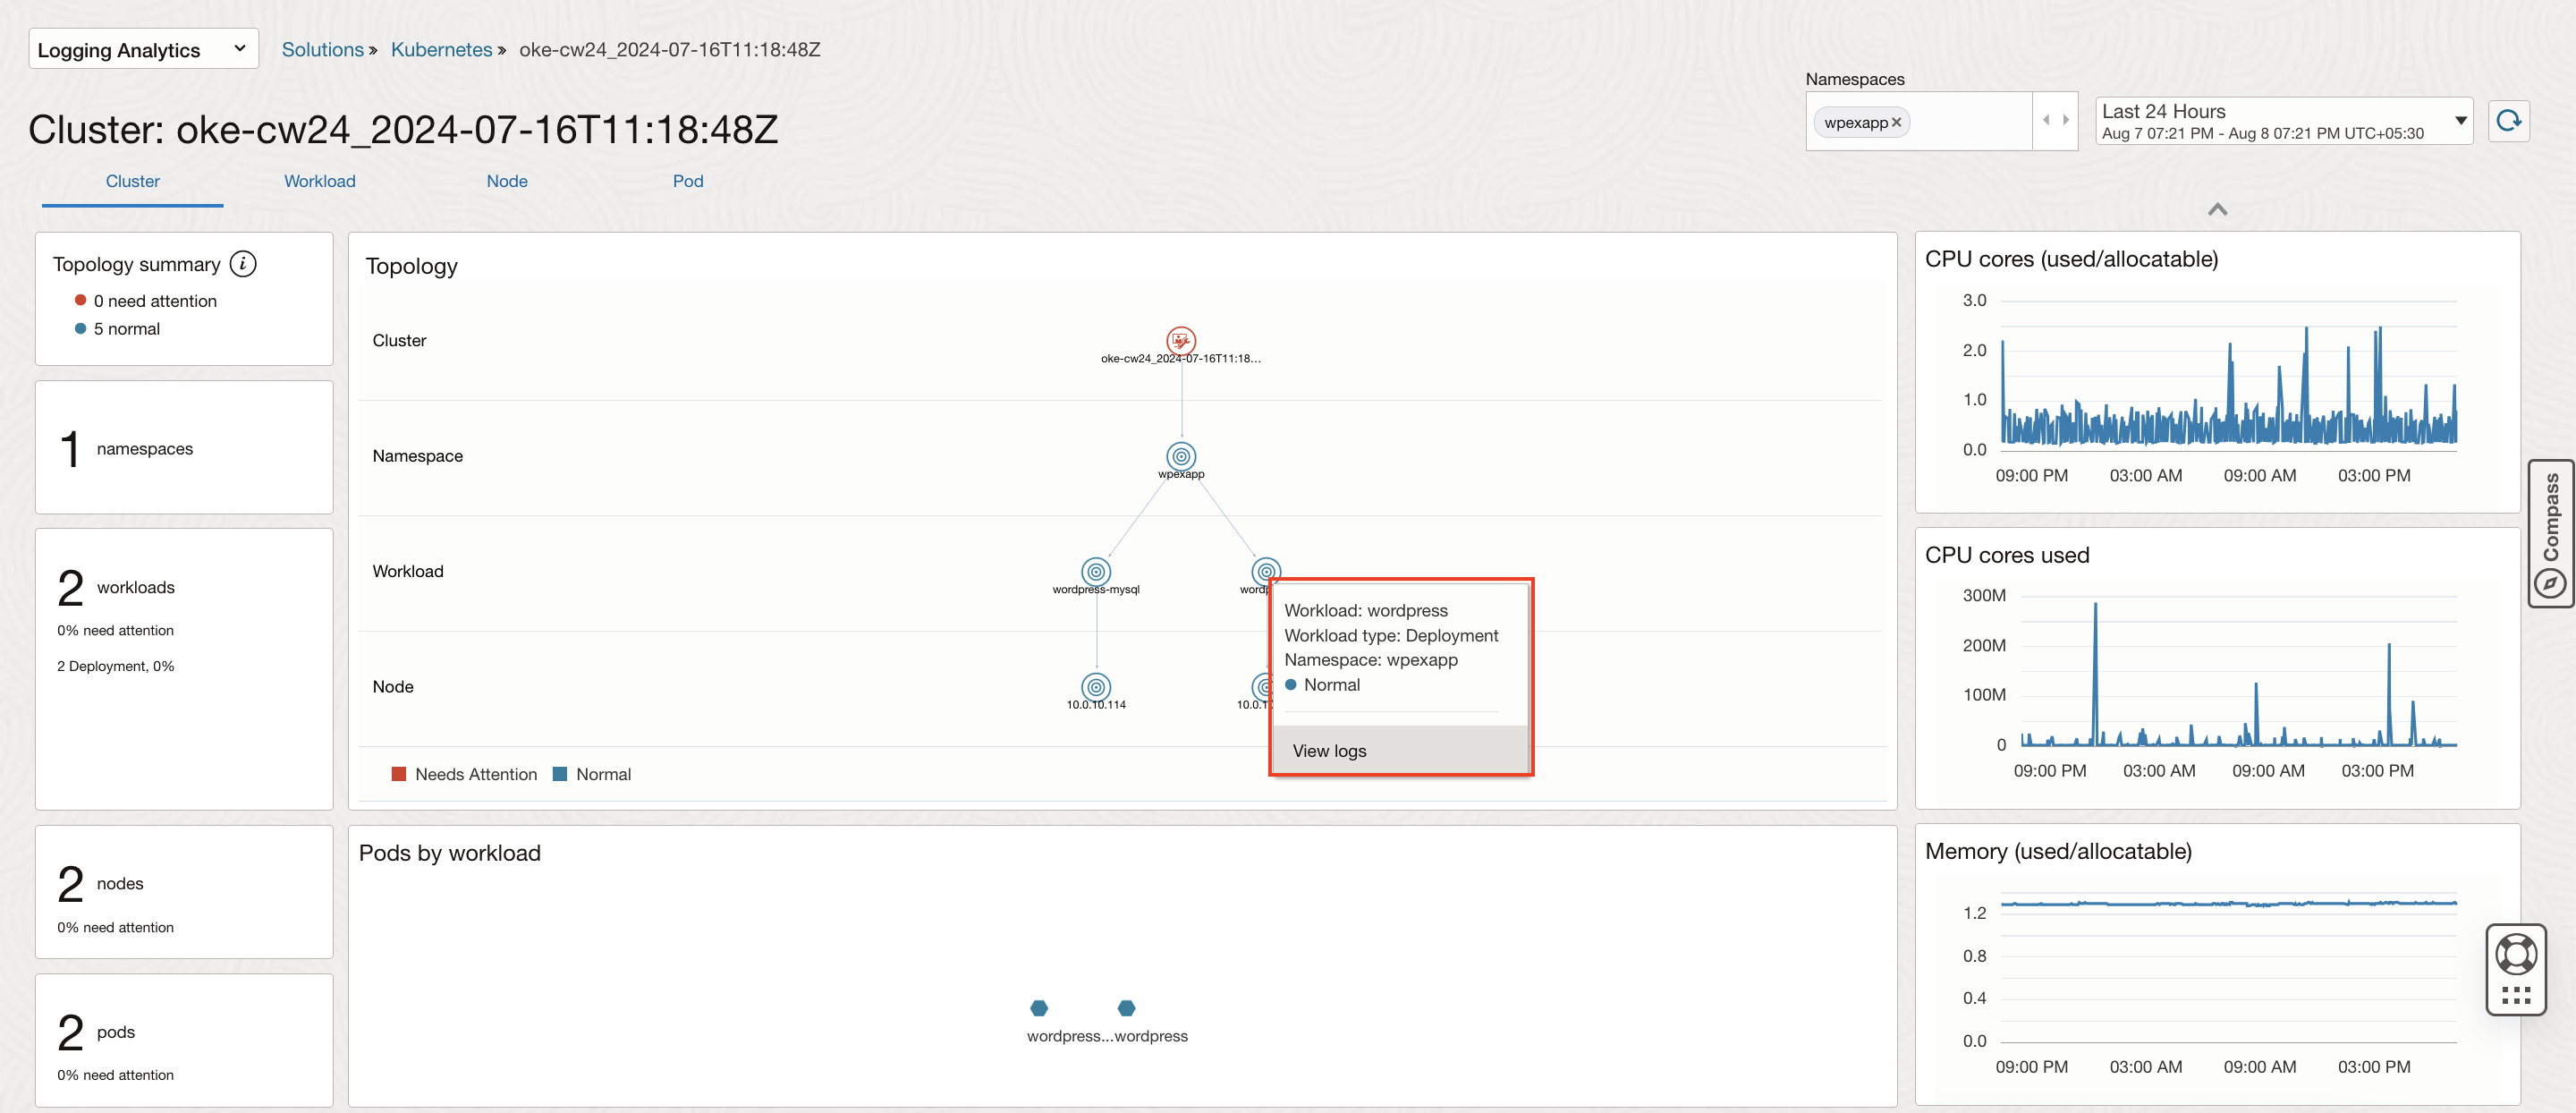 Logging Analytics
Solutions » Kubernetes » oke-cw24_2024-07-16T11:18:48Z
Namespaces
wpexapp ×
Last 24 Hours
Aug 7 07:21 PM - Aug 8 07:21 PM UTC+05:30
Cluster: oke-cw24_2024-07-16T11:18:48Z
Cluster
Workload
Node
Pod
Topology summary i
0 need attention
5 normal
1 namespaces
2 workloads
0% need attention
2 Deployment, 0%
2 nodes
0% need attention
2 pods
0% need attention
Topology
Cluster
oke-cw24_2024-07-16T11:18...
Namespace
wpexapp
Workload
wordpress-mysql
wordp
Node
10.0.10.114
10.0.1
Workload: wordpress
Workload type: Deployment
Namespace: wpexapp
Normal
View logs
Needs Attention
Normal
Pods by workload
wordpress...wordpress
CPU cores (used/allocatable)
3.0
2.0
1.0
0.0
09:00 PM
03:00 AM
09:00 AM
03:00 PM
CPU cores used
300M
200M
100M
0
09:00 PM
03:00 AM
09:00 AM
03:00 PM
Memory (used/allocatable)
1.2
0.8
0.4
0.0
09:00 PM
03:00 AM
09:00 AM
03:00 PM
Compass